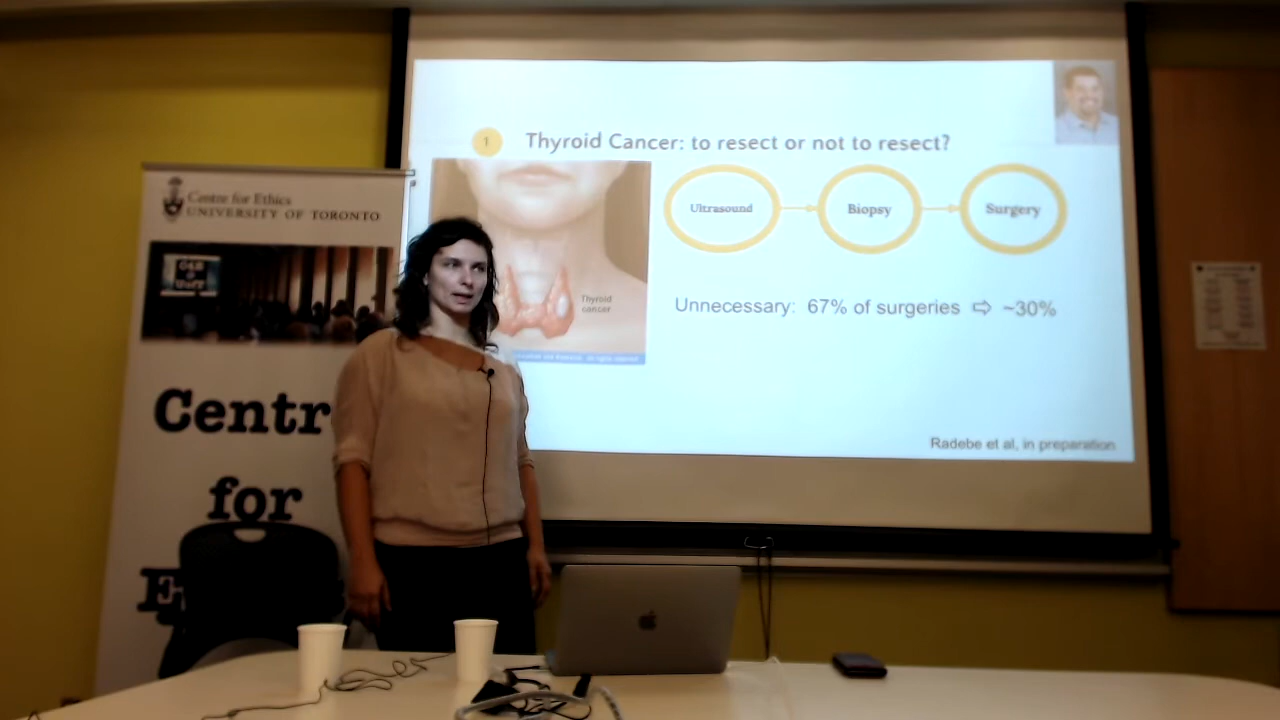 Centre for Ethics
UNIVERSITY OF TORONTO
Centr
for
E
1
Thyroid Cancer: to resect or not to resect?
Ultrasound
Biopsy
Surgery
Thyroid
cancer
Unnecessary: 67% of surgeries ⇨ ~30%
Radebe et al, in preparation